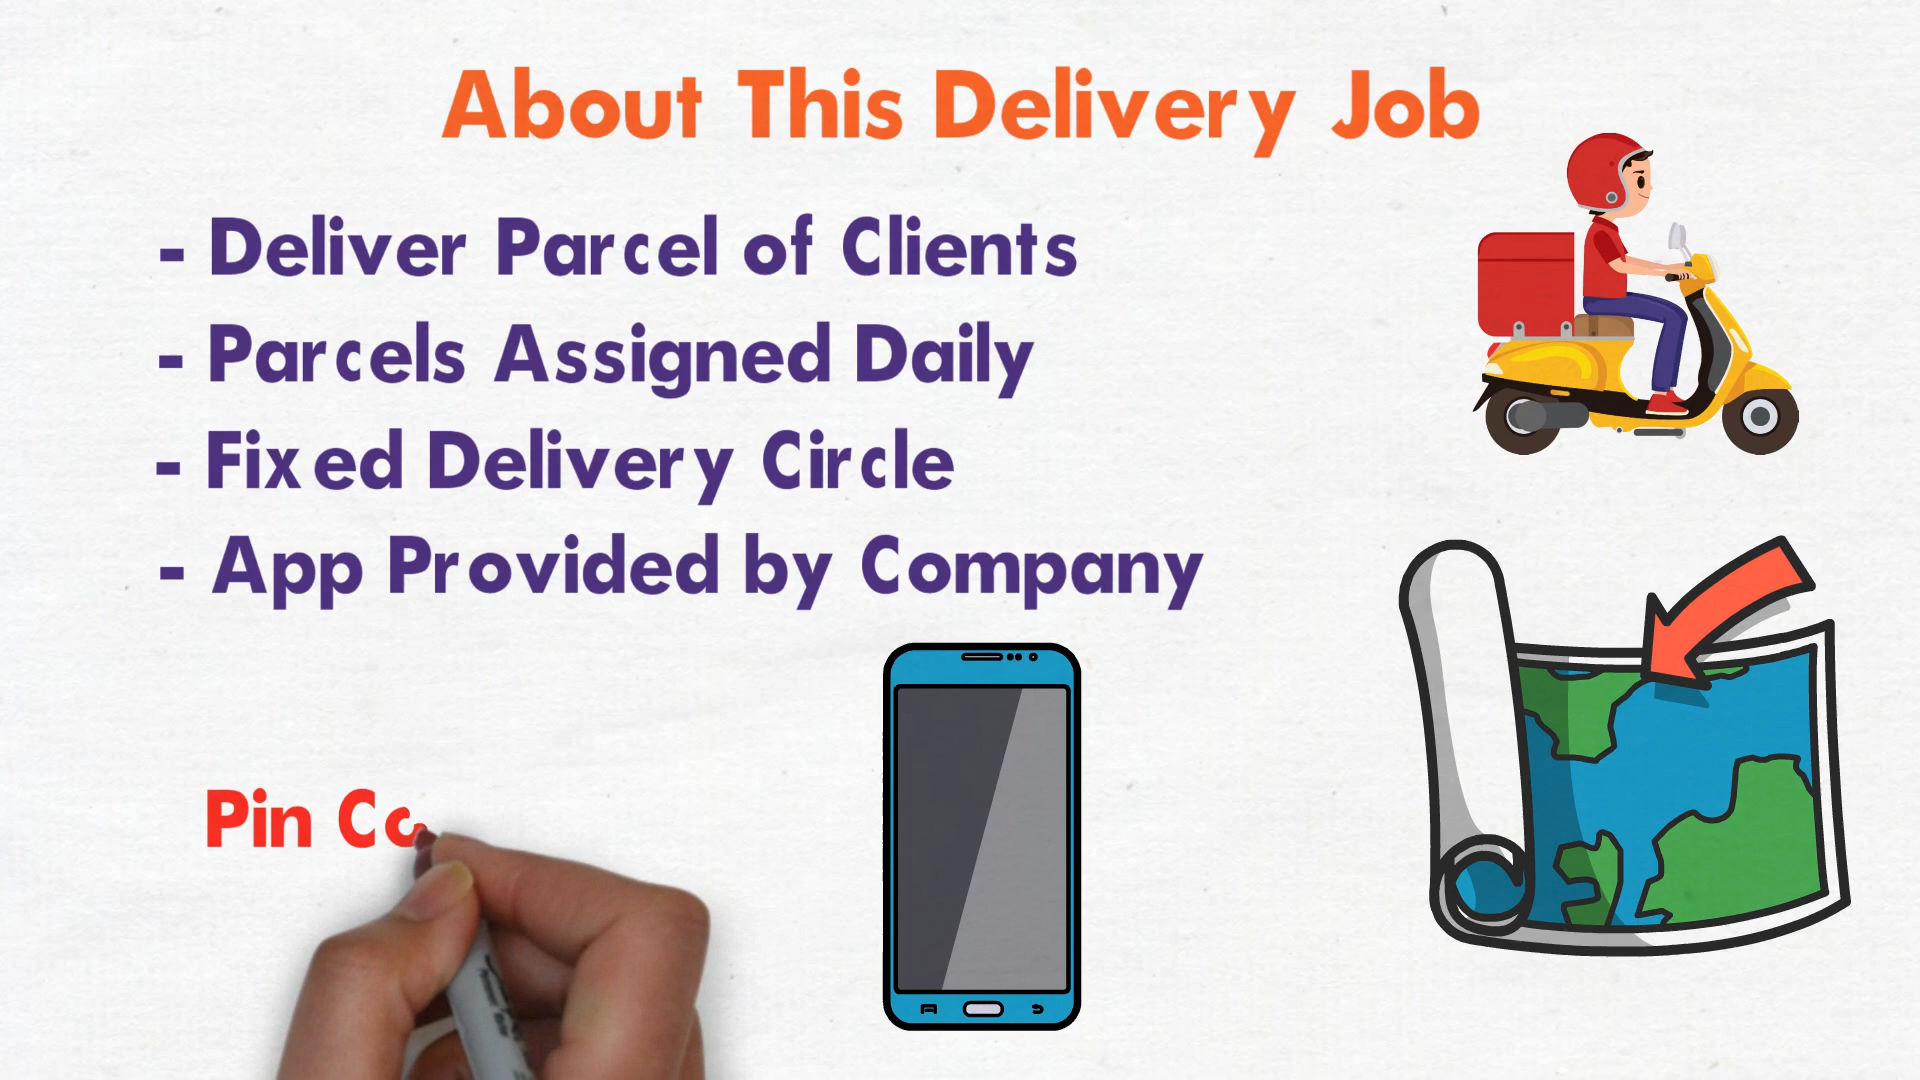 About This Delivery Job
- Deliver Parcel of Clients
- Parcels Assigned Daily
- Fixed Delivery Circle
- App Provided by Company
Pin Co